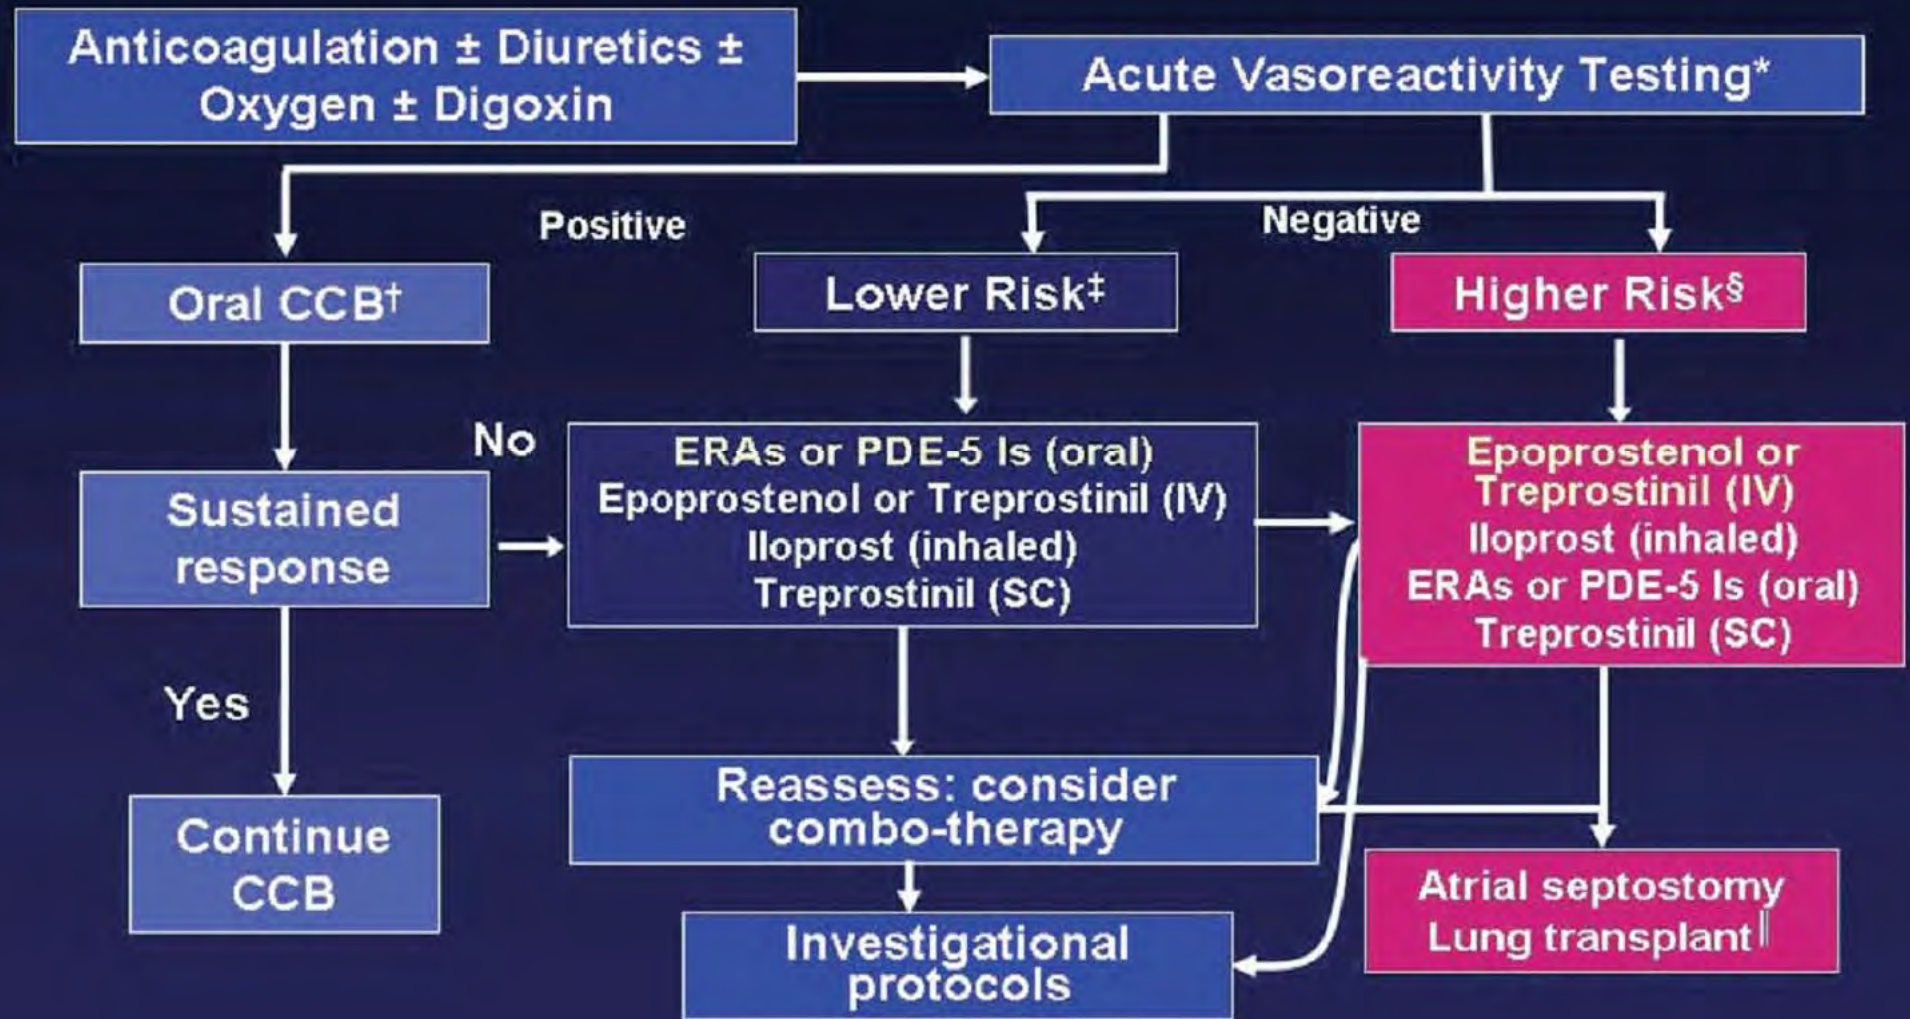 Anticoagulation ± Diuretics ±
Oxygen ± Digoxin
Acute Vasoreactivity Testing*
Positive
Negative
Oral CCB†
Lower Risk‡
Higher Risk§
No
Sustained
response
ERAs or PDE-5 Is (oral)
Epoprostenol or Treprostinil (IV)
Iloprost (inhaled)
Treprostinil (SC)
Epoprostenol or
Treprostinil (IV)
Iloprost (inhaled)
ERAs or PDE-5 Is (oral)
Treprostinil (SC)
Yes
Continue
CCB
Reassess: consider
combo-therapy
Investigational
protocols
Atrial septostomy
Lung transplant‖